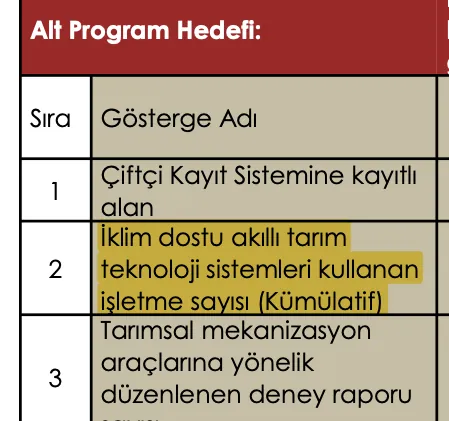 Alt Program Hedefi:
Sıra
Gösterge Adı
1
Çiftçi Kayıt Sistemine kayıtlı
alan
2
İklim dostu akıllı tarım
teknoloji sistemleri kullanan
işletme sayısı (Kümülatif)
3
Tarımsal mekanizasyon
araçlarına yönelik
düzenlenen deney raporu